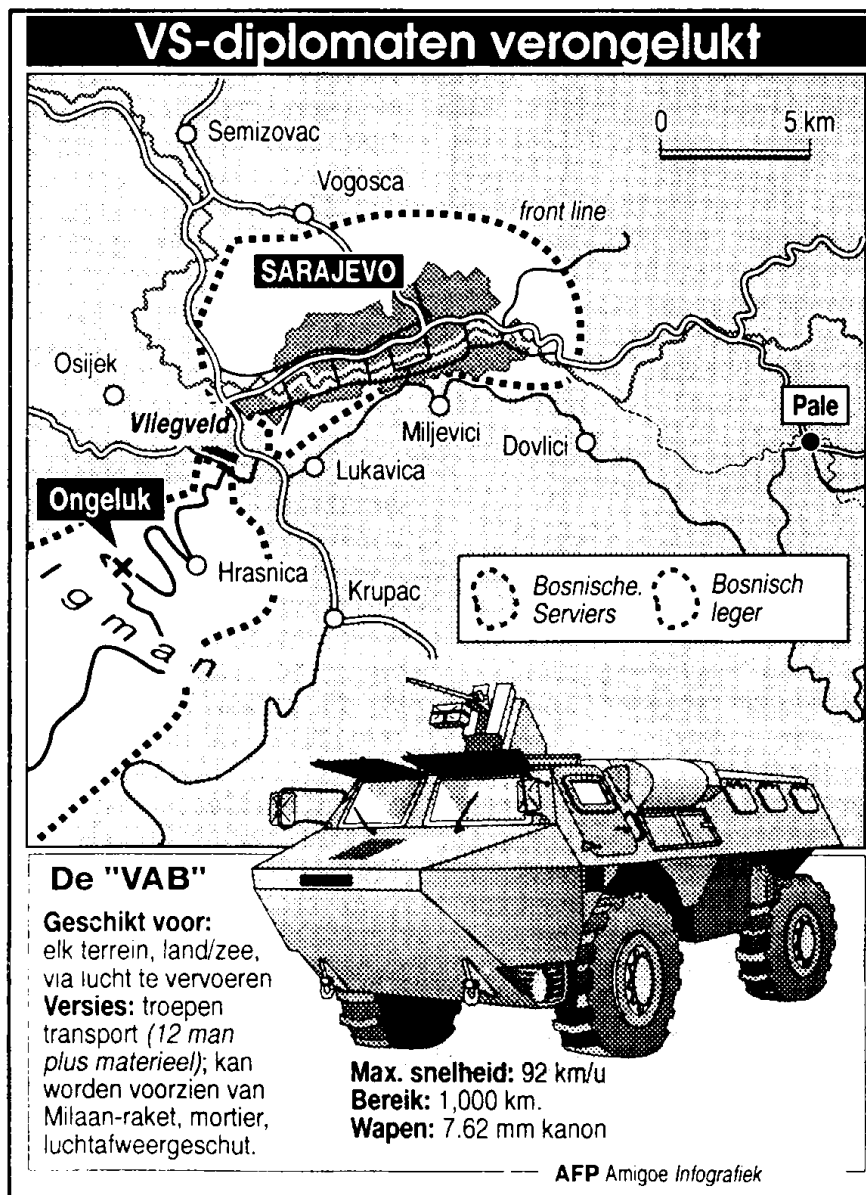 VS-diplomaten verongelukt
0 5 km
Semizovac
Vogosca
front line
SARAJEVO
Osijek
Vliegveld
Miljevici
Dovlici
Pale
Lukavica
Ongeluk
Hrasnica
Krupac
Igman
Bosnische.
Serviers
Bosnisch
leger
De "VAB"
Geschikt voor:
elk terrein, land/zee,
via lucht te vervoeren
Versies: troepen
transport (12 man
plus materieel); kan
worden voorzien van
Milaan-raket, mortier,
luchtafweergeschut.
Max. snelheid: 92 km/u
Bereik: 1,000 km.
Wapen: 7.62 mm kanon
AFP Amigoe Infografiek